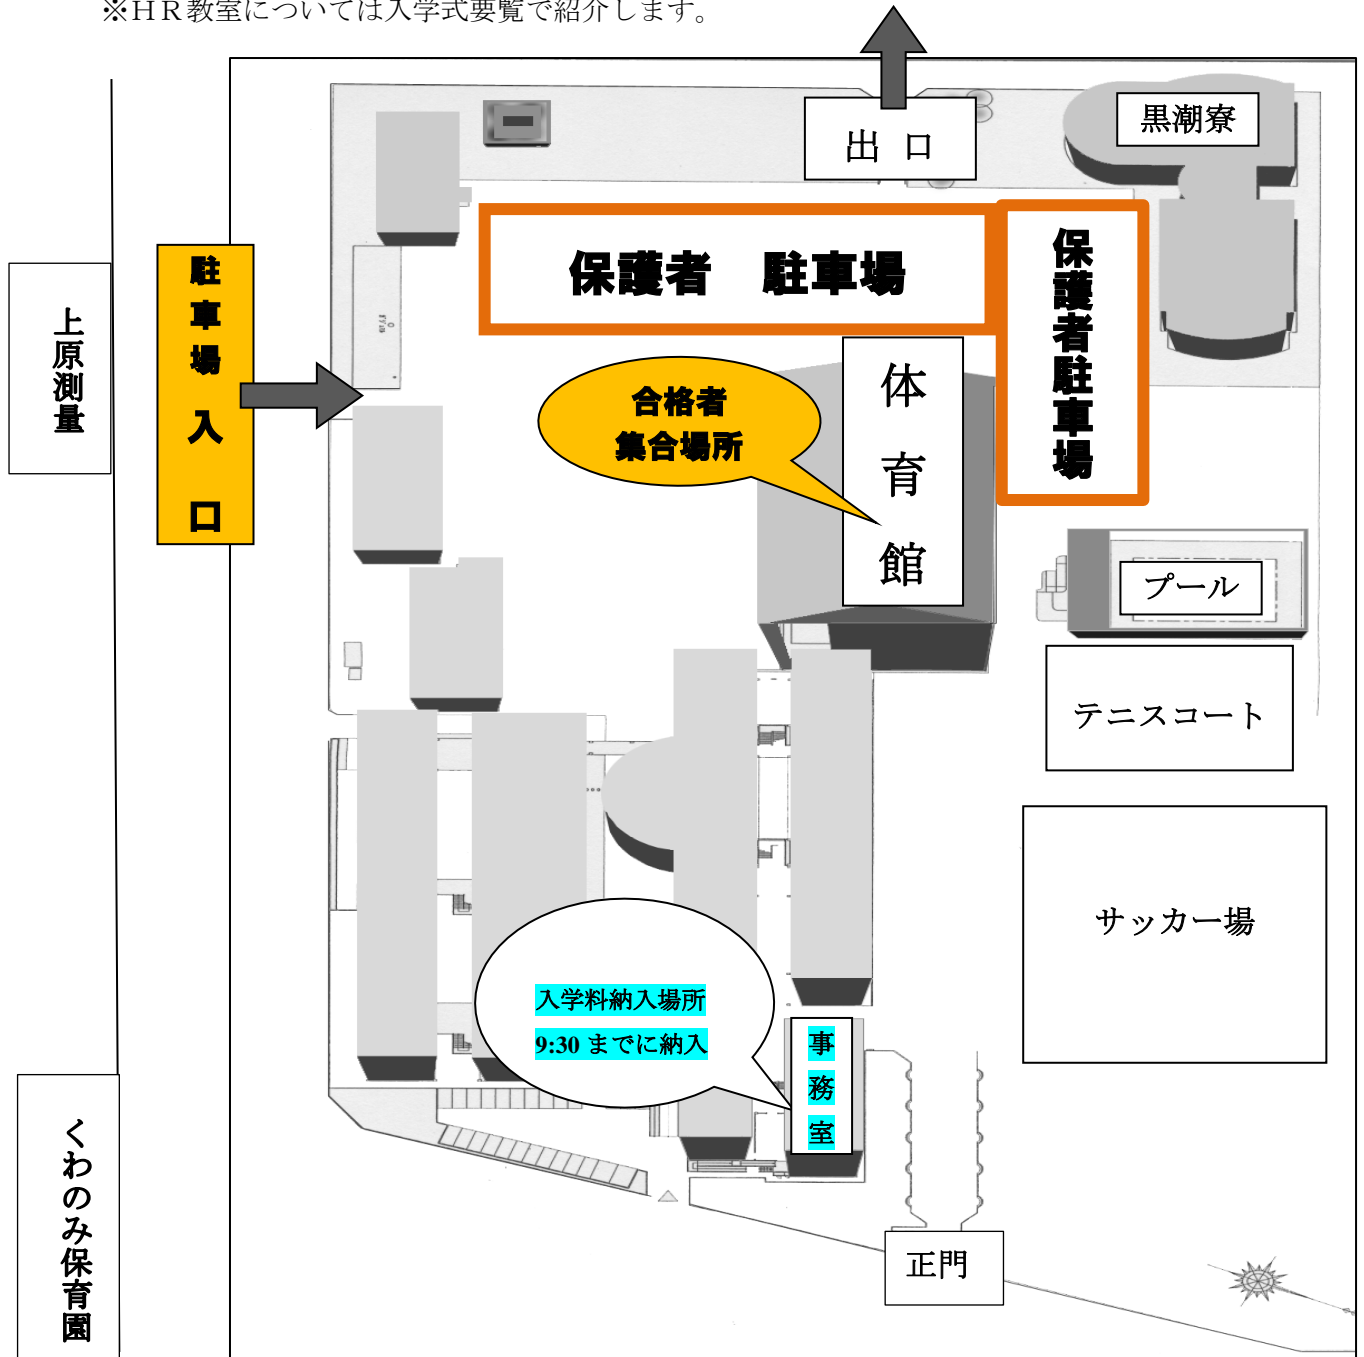 ※ＨＲ教室については入学式要覧で紹介します。
出 口
黒潮寮
保護者 駐車場
保護者駐車場
駐車場 入 口
上原測量
合格者
集合場所
体育館
プール
テニスコート
サッカー場
入学料納入場所
9:30 までに納入
事務室
くわのみ保育園
正門